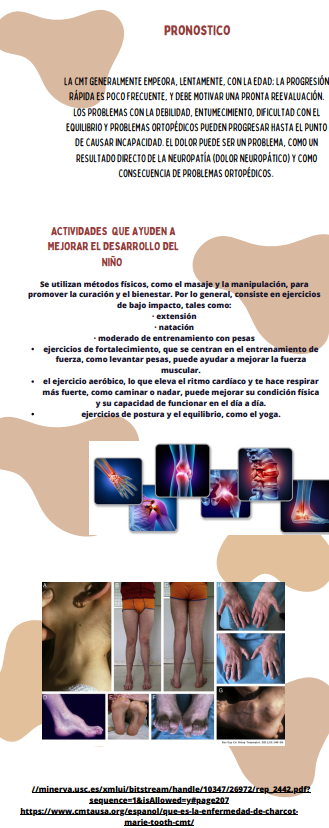 PRONOSTICO
LA CMT GENERALMENTE EMPEORA, LENTAMENTE, CON LA EDAD: LA PROGRESIÓN
RÁPIDA ES POCO FRECUENTE, Y DEBE MOTIVAR UNA PRONTA REEVALUACIÓN.
LOS PROBLEMAS CON LA DEBILIDAD, ENTUMECIMIENTO, DIFICULTAD CON EL
EQUILIBRIO Y PROBLEMAS ORTOPÉDICOS PUEDEN PROGRESAR HASTA EL PUNTO
DE CAUSAR INCAPACIDAD. EL DOLOR PUEDE SER UN PROBLEMA, COMO UN
RESULTADO DIRECTO DE LA NEUROPATÍA (DOLOR NEUROPÁTICO) Y COMO
CONSECUENCIA DE PROBLEMAS ORTOPÉDICOS.
ACTIVIDADES QUE AYUDEN A
MEJORAR EL DESARROLLO DEL
NIÑO
Se utilizan métodos físicos, como el masaje y la manipulación, para
promover la curación y el bienestar. Por lo general, consiste en ejercicios
de bajo impacto, tales como:
· extensión
· natación
· moderado de entrenamiento con pesas
• ejercicios de fortalecimiento, que se centran en el entrenamiento de
fuerza, como levantar pesas, puede ayudar a mejorar la fuerza
muscular.
• el ejercicio aeróbico, lo que eleva el ritmo cardíaco y te hace respirar
más fuerte, como caminar o nadar, puede mejorar su condición física
y su capacidad de funcionar en el día a día.
• ejercicios de postura y el equilibrio, como el yoga.
A
G
//minerva.usc.es/xmlui/bitstream/handle/10347/26972/rep_2442.pdf?
sequence=1&isAllowed=y#page207
https://www.cmtausa.org/espanol/que-es-la-enfermedad-de-charcot-
marie-tooth-cmt/